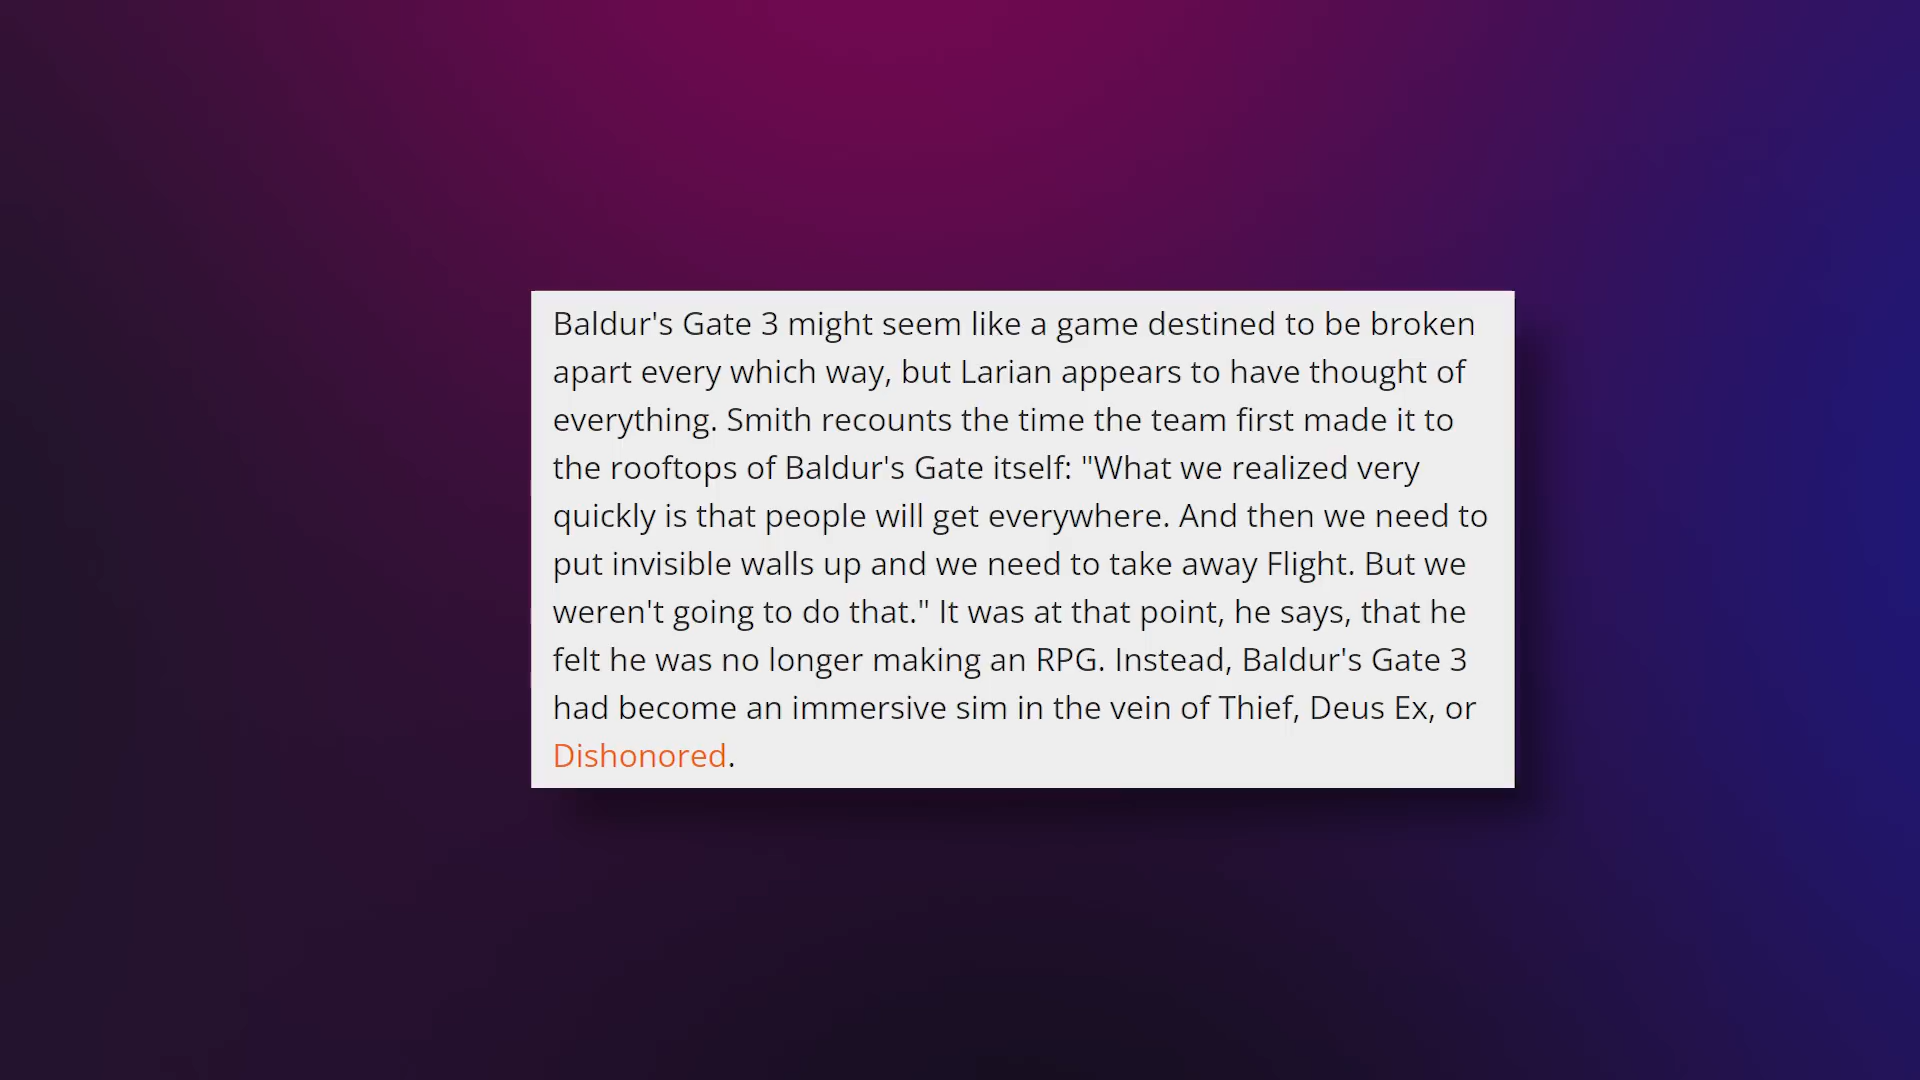 Baldur's Gate 3 might seem like a game destined to be broken
apart every which way, but Larian appears to have thought of
everything. Smith recounts the time the team first made it to
the rooftops of Baldur's Gate itself: "What we realized very
quickly is that people will get everywhere. And then we need to
put invisible walls up and we need to take away Flight. But we
weren't going to do that." It was at that point, he says, that he
felt he was no longer making an RPG. Instead, Baldur's Gate 3
had become an immersive sim in the vein of Thief, Deus Ex, or
Dishonored.